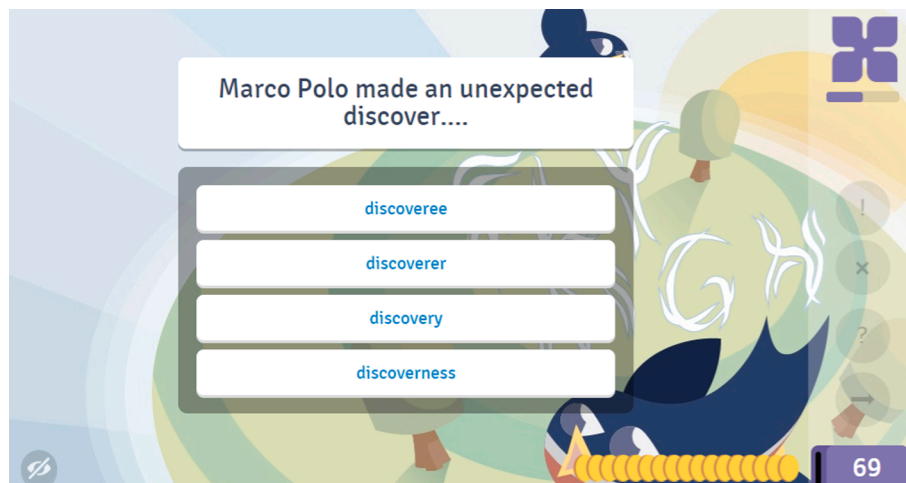 Marco Polo made an unexpected
discover....
discoveree
discoverer
discovery
discoverness
!
×
?
69